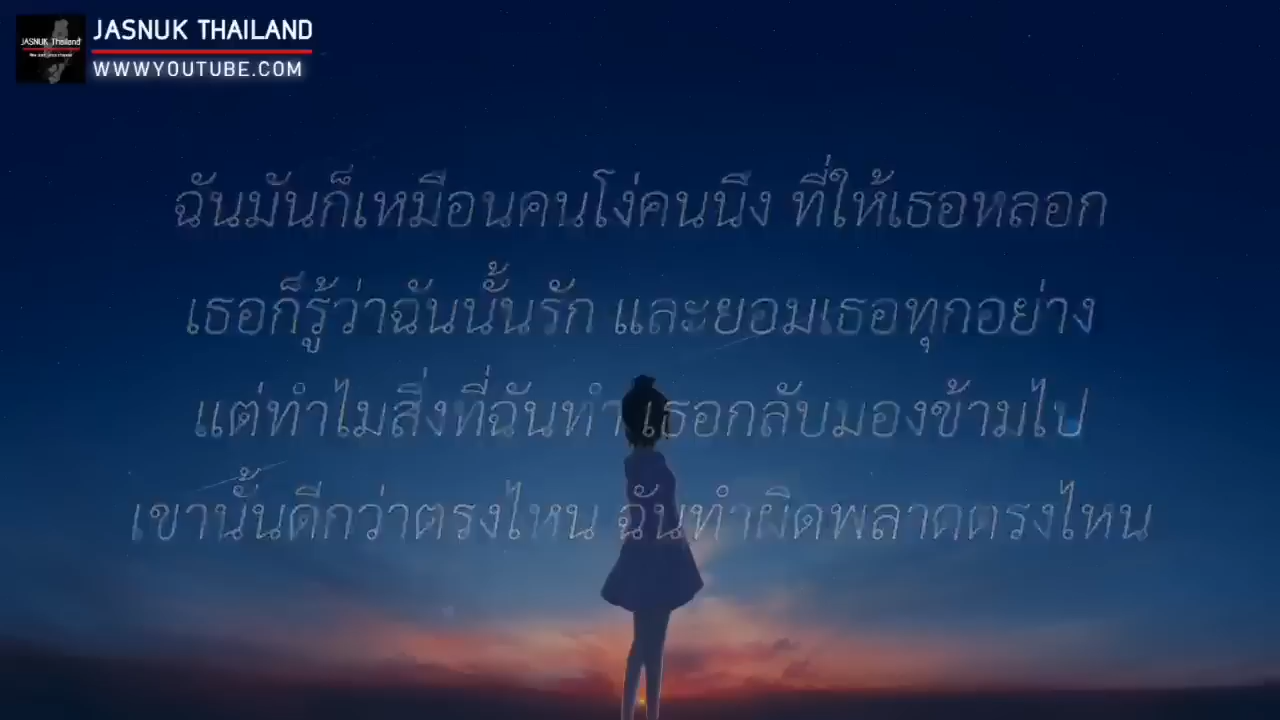 JASNUK THAILAND
WWWYOUTUBE.COM
JASNUK Thailand
ฉันมันก็เหมือนคนโง่คนนึง ที่ให้เธอหลอก
เธอก็รู้ว่าฉันนั้นรัก และยอมเธอทุกอย่าง
แต่ทำไมสิ่งที่ฉันทำ เธอกลับมองข้ามไป
เขานั้นดีกว่าตรงไหน ฉันทำผิดพลาดตรงไหน